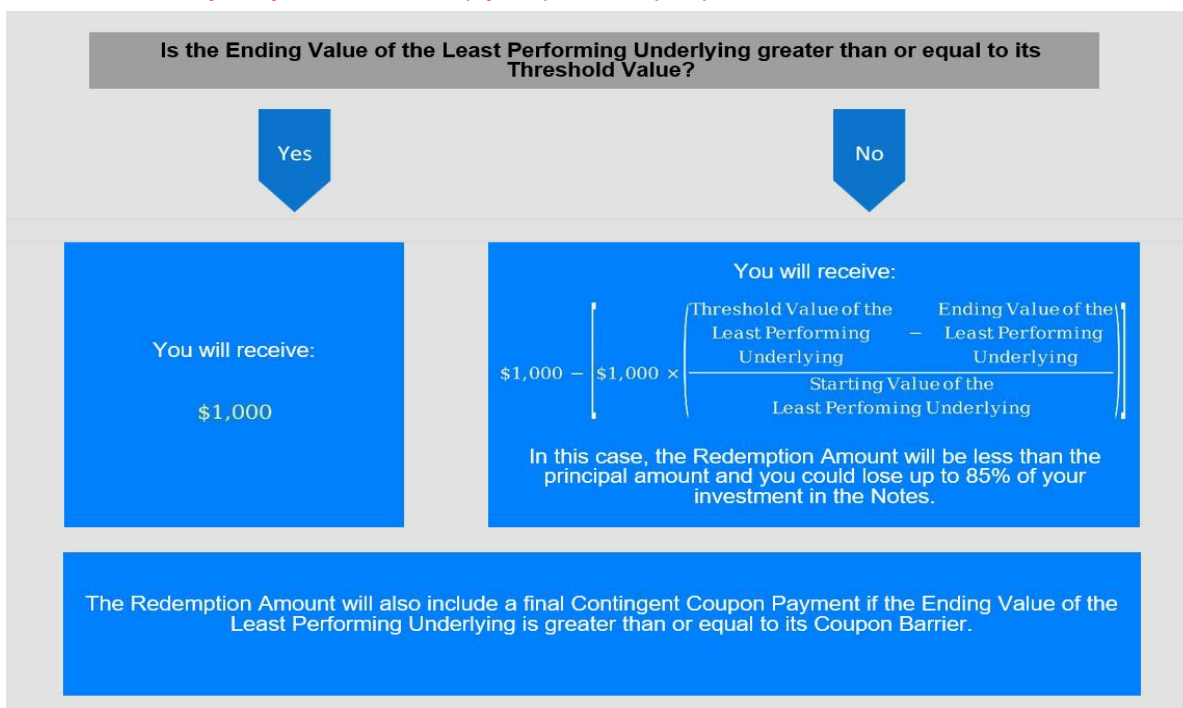 Is the Ending Value of the Least Performing Underlying greater than or equal to its
Threshold Value?
Yes
No
You will receive:
$1,000
You will receive:
$1,000 − [$1,000 × (
Threshold Value of the
Least Performing
Underlying
−
Ending Value of the
Least Performing
Underlying
Starting Value of the
Least Perfoming Underlying
)]
In this case, the Redemption Amount will be less than the
principal amount and you could lose up to 85% of your
investment in the Notes.
The Redemption Amount will also include a final Contingent Coupon Payment if the Ending Value of the
Least Performing Underlying is greater than or equal to its Coupon Barrier.